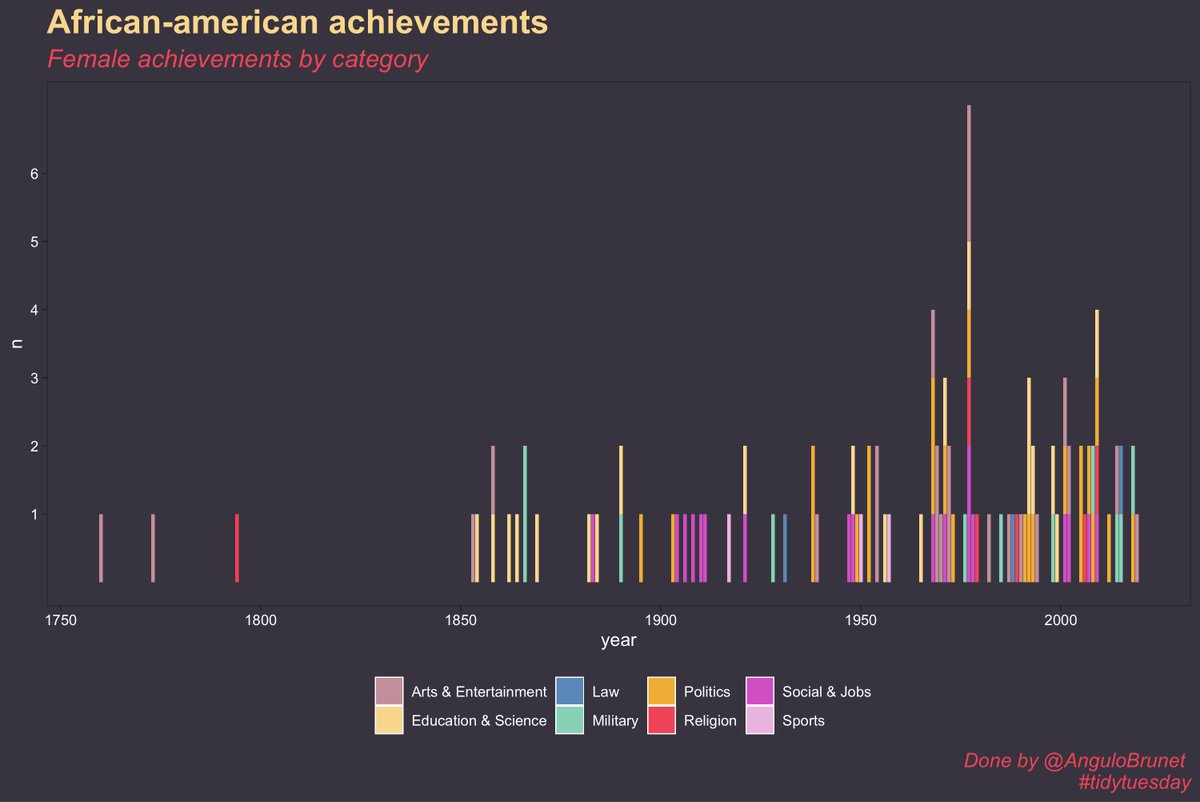 African-american achievements
Female achievements by category
6
5
4
3
2
1
n
1750 1800 1850 1900 1950 2000
year
Arts & Entertainment Law Politics Social & Jobs
Education & Science Military Religion Sports
Done by @AnguloBrunet
#tidytuesday